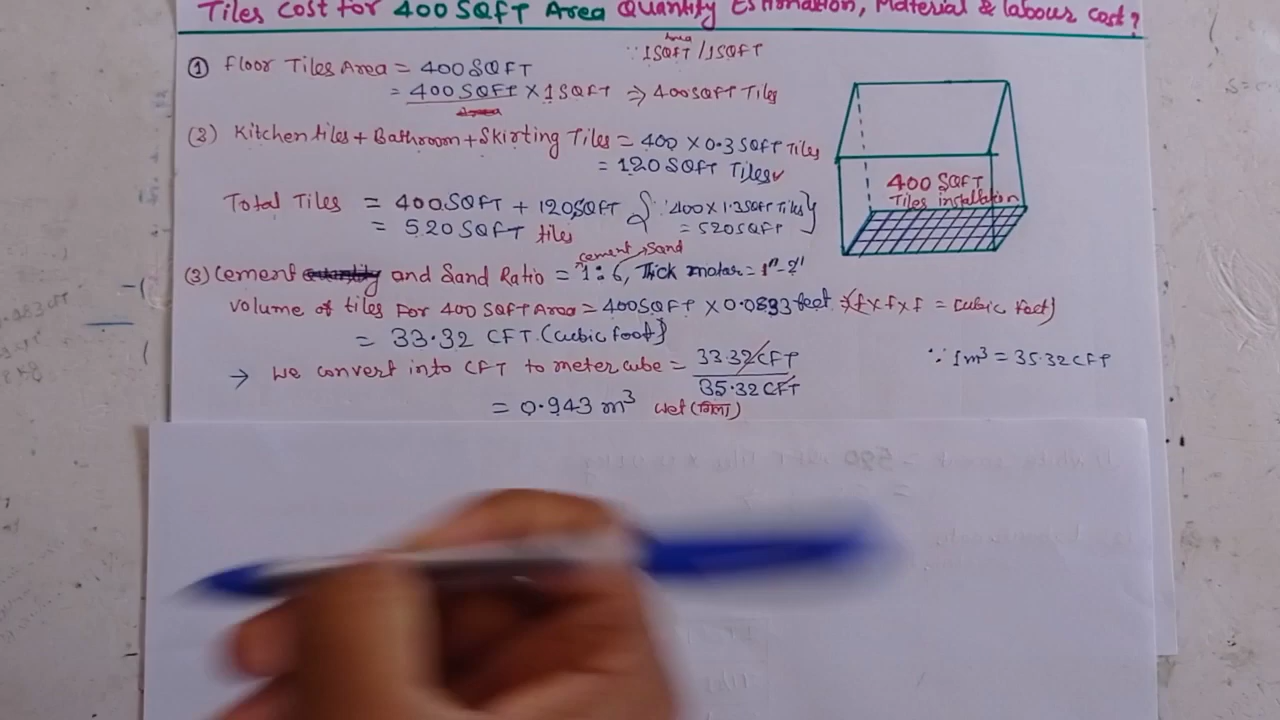 Tiles Cost for 400 SQFT Area Quantity Estimation, Material & labour cost?
① Floor Tiles Area = 400 SQFT
∵ 1SQFT Area / 1SQFT
= 400 SQFT × 1 SQFT ⇒ 400 SQFT Tiles
(2) Kitchen tiles + Bathroom + Skirting Tiles = 400 × 0.3 SQFT Tiles
= 120 SQFT Tiles
Total Tiles = 400 SQFT + 120 SQFT { ∵ 400 × 1.3 SQFT Tiles
= 520 SQFT tiles = 520 SQFT }
400 SQFT
Tiles installation
cement Sand
(3) Cement quantity and Sand Ratio = 1:6, Thick motar = 1"-2"
Volume of tiles For 400 SQFT Area = 400 SQFT × 0.0833 feet (f×f×f = Cubic feet)
= 33.32 CFT (Cubic foot)
→ We convert into CFT to meter cube = 33.32 CFT / 35.32 CFT
∵ 1m³ = 35.32 CFT
= 0.943 m³ wet (गिला)